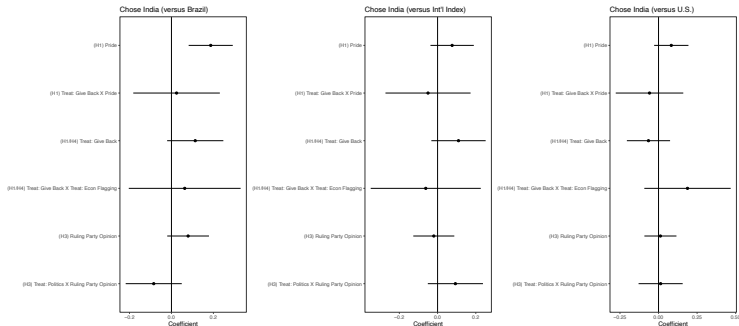 Chose India (versus Brazil)
(H1) Pride
(H1) Treat: Give Back X Pride
(H1/H4) Treat: Give Back
(H1/H4) Treat: Give Back X Treat: Econ Flagging
(H3) Ruling Party Opinion
(H3) Treat: Politics X Ruling Party Opinion
−0.2 0.0 0.2
Coefficient
Chose India (versus Int'l Index)
(H1) Pride
(H1) Treat: Give Back X Pride
(H1/H4) Treat: Give Back
(H1/H4) Treat: Give Back X Treat: Econ Flagging
(H3) Ruling Party Opinion
(H3) Treat: Politics X Ruling Party Opinion
−0.2 0.0 0.2
Coefficient
Chose India (versus U.S.)
(H1) Pride
(H1) Treat: Give Back X Pride
(H1/H4) Treat: Give Back
(H1/H4) Treat: Give Back X Treat: Econ Flagging
(H3) Ruling Party Opinion
(H3) Treat: Politics X Ruling Party Opinion
−0.25 0.00 0.25 0.50
Coefficient